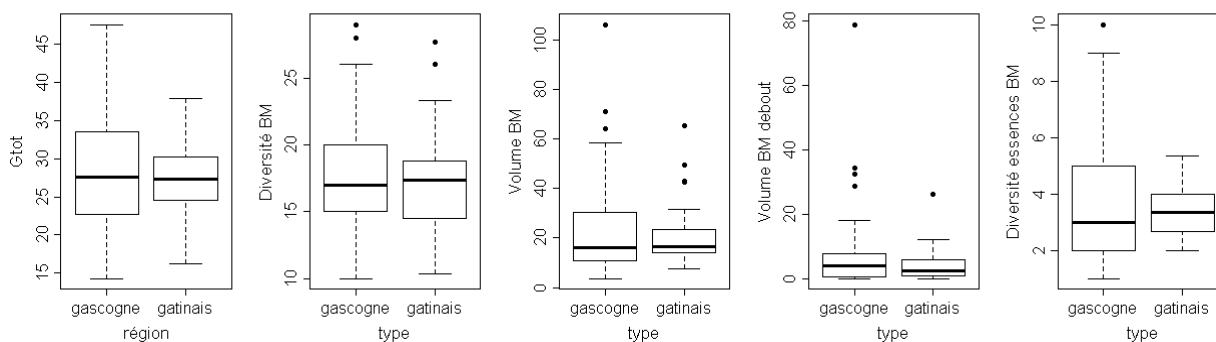 Gtot
45
40
35
30
25
20
15
gascogne gatinais
région
Diversité BM
25
20
15
10
gascogne gatinais
type
Volume BM
100
80
60
40
20
0
gascogne gatinais
type
Volume BM debout
80
60
40
20
0
gascogne gatinais
type
Diversité essences BM
10
8
6
4
2
gascogne gatinais
type